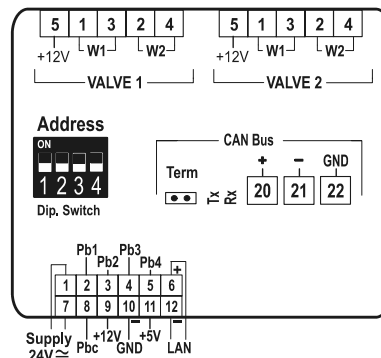 5 1 3 2 4 5 1 3 2 4
+12V W1 W2 +12V W1 W2
VALVE 1 VALVE 2
Address
ON
1 2 3 4
Dip. Switch
CAN Bus
Term
Tx
Rx
+ − GND
20 21 22
Pb1 Pb2 Pb3 Pb4 +
1 2 3 4 5 6
7 8 9 10 11 12
Supply
24V ≃
Pbc +12V GND − +5V LAN −